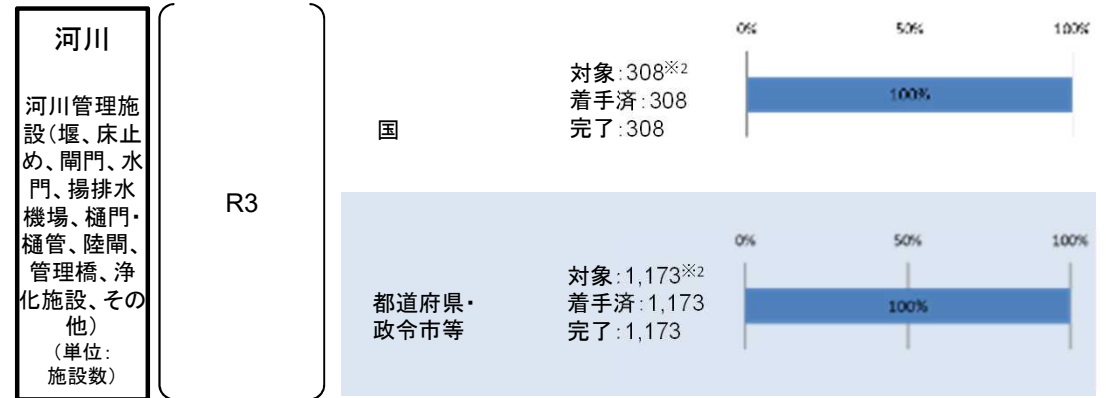 河川
河川管理施
設(堰、床止
め、閘門、水
門、揚排水
機場、樋門・
樋管、陸閘、
管理橋、浄
化施設、その
他)
(単位:
施設数)
R3
国
対象:308※2
着手済:308
完了:308
0% 50% 100%
100%
都道府県・
政令市等
対象:1,173※2
着手済:1,173
完了:1,173
0% 50% 100%
100%